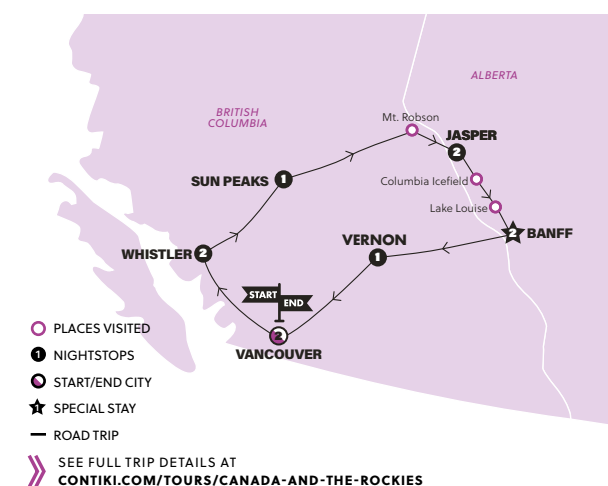 ALBERTA
BRITISH
COLUMBIA
Mt. Robson
JASPER
2
SUN PEAKS
1
Columbia Icefield
Lake Louise
2
BANFF
VERNON
1
WHISTLER
2
START
END
2
VANCOUVER
PLACES VISITED
1
NIGHTSTOPS
START/END CITY
1
SPECIAL STAY
ROAD TRIP
SEE FULL TRIP DETAILS AT
CONTIKI.COM/TOURS/CANADA-AND-THE-ROCKIES